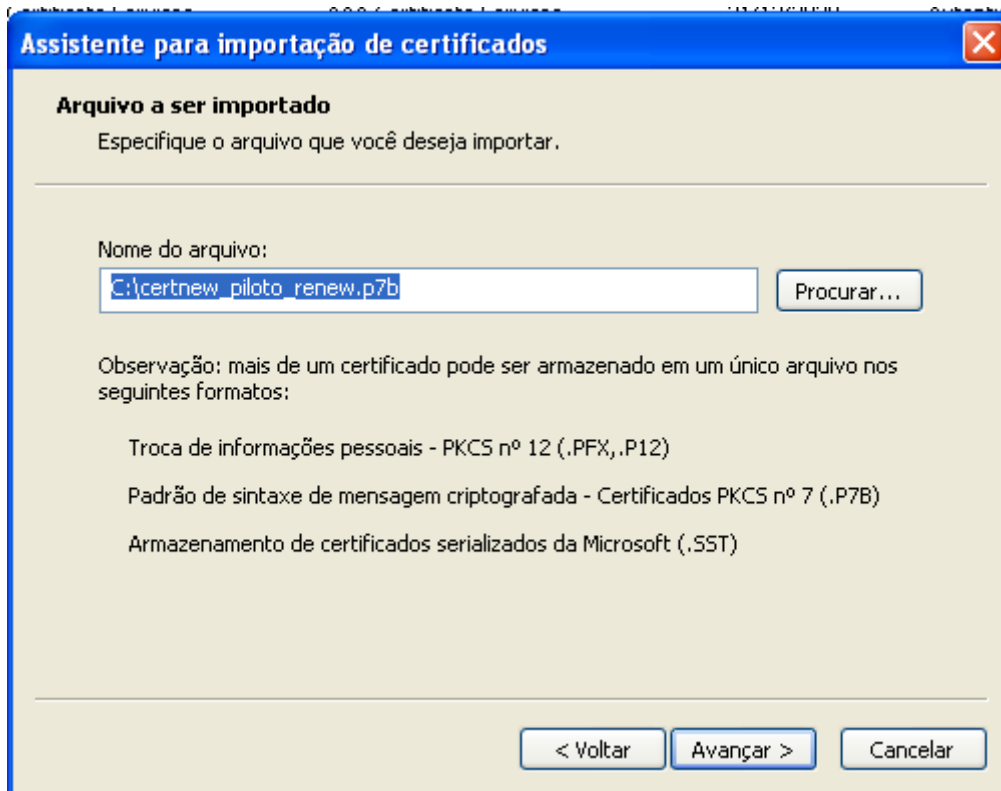 Assistente para importação de certificados
Arquivo a ser importado
Especifique o arquivo que você deseja importar.
Nome do arquivo:
C:\certnew_piloto_renew.p7b
Procurar...
Observação: mais de um certificado pode ser armazenado em um único arquivo nos
seguintes formatos:
Troca de informações pessoais - PKCS nº 12 (.PFX,.P12)
Padrão de sintaxe de mensagem criptografada - Certificados PKCS nº 7 (.P7B)
Armazenamento de certificados serializados da Microsoft (.SST)
< Voltar
Avançar >
Cancelar